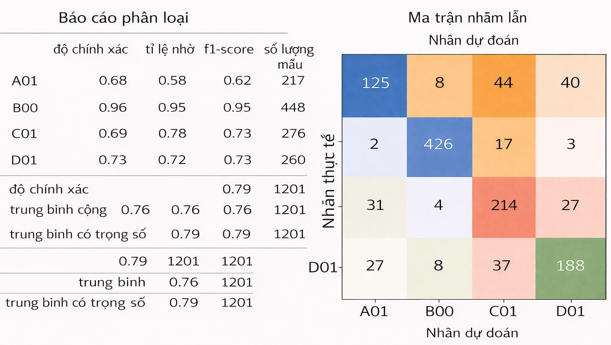 Báo cáo phân loại
độ chính xác tỉ lệ nhờ f1-score số lượng mẩu
A01 0.68 0.58 0.62 217
B00 0.96 0.95 0.95 448
C01 0.69 0.78 0.73 276
D01 0.73 0.72 0.73 260
độ chính xác 0.79 1201
trung bình cộng 0.76 0.76 0.76 1201
trung bình có trọng số 0.79 0.79 1201
0.79 1201 1201
trung bình 0.76 1201
trung bình có trọng số 0.79 1201
Ma trận nhầm lẫn
Nhãn dự đoán
Nhãn thực tế
125 8 44 40
2 426 17 3
31 4 214 27
D01 27 8 37 188
A01 B00 C01 D01
Nhãn dự doán